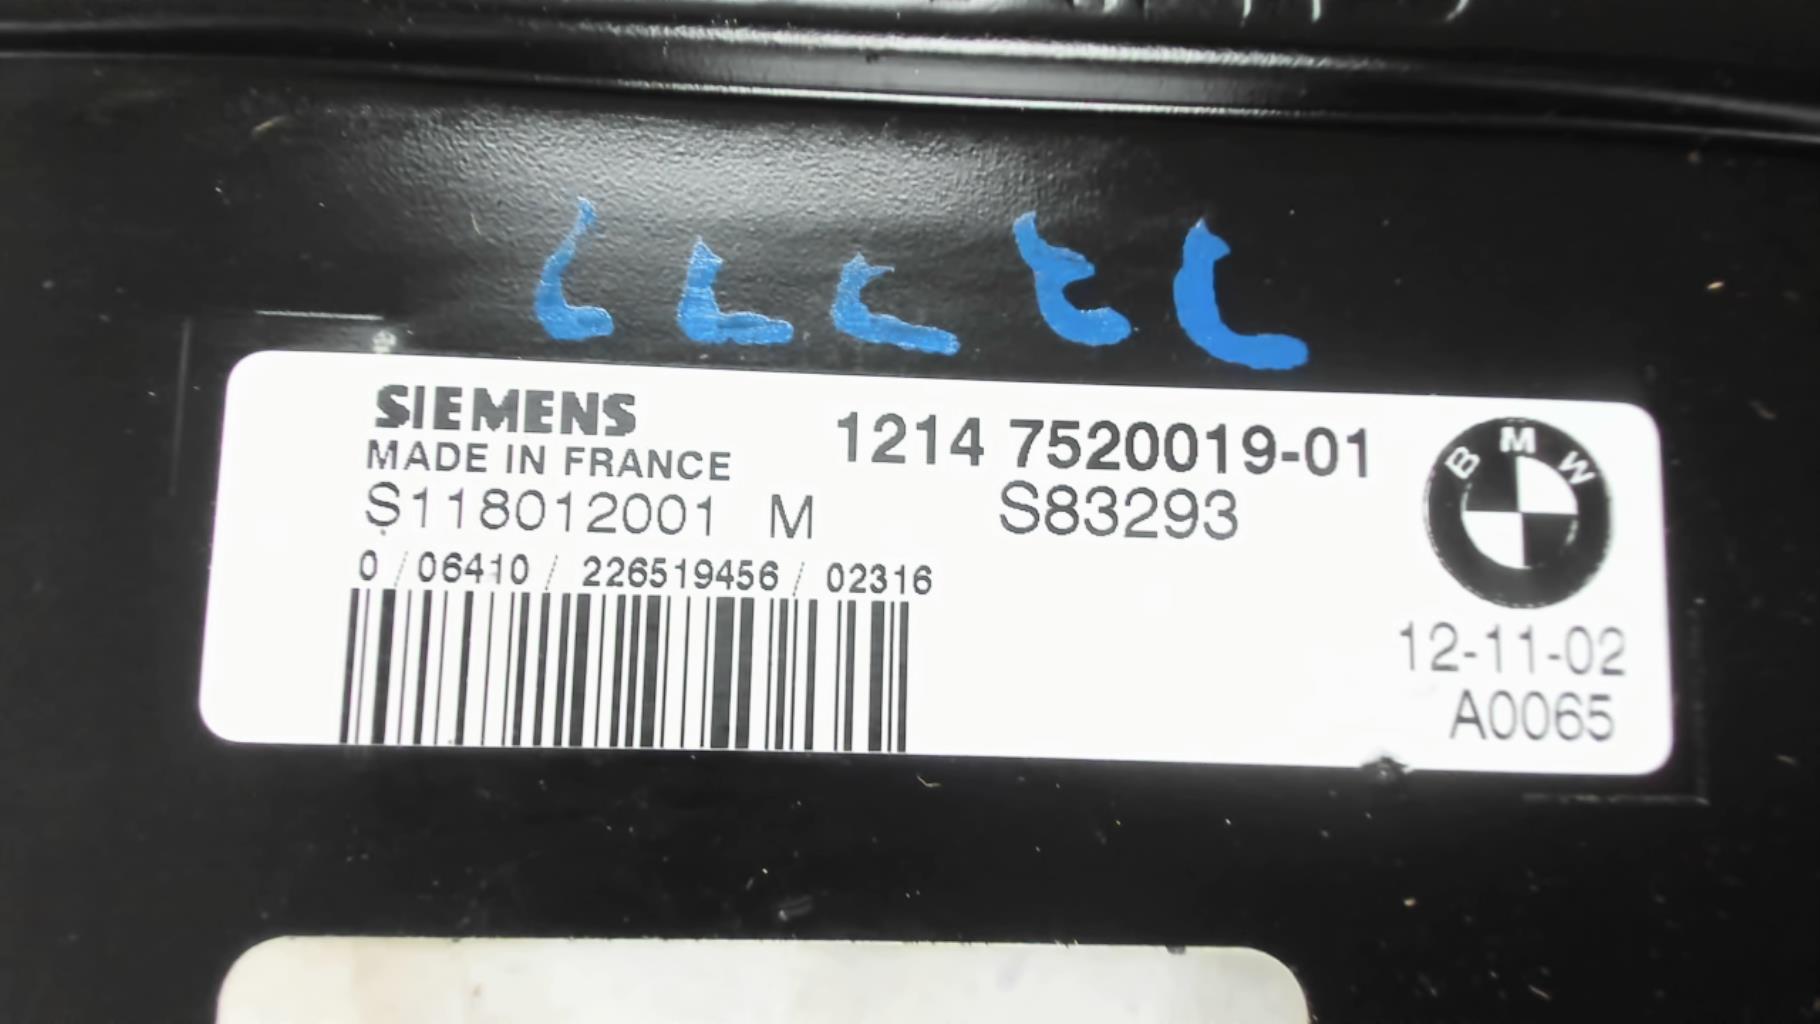 SIEMENS
MADE IN FRANCE
S118012001 M
1214 7520019-01
S83293
0 / 06410 / 226519456 / 02316
BMW
12-11-02
A0065